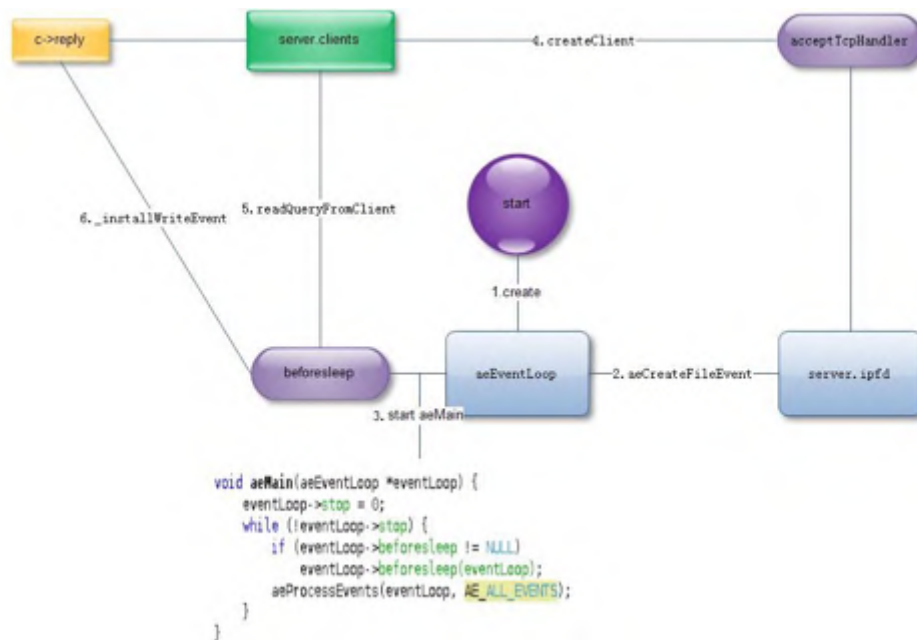 c->reply
server.clients
4.createClient
acceptTcpHandler
6._installWriteEvent
5.readQueryFromClient
start
1.create
beforesleep
aeEventLoop
2.aeCreateFileEvent
server.ipfd
3. start aeMain
void aeMain(aeEventLoop *eventLoop) {
eventLoop->stop = 0;
while (!eventLoop->stop) {
if (eventLoop->beforesleep != NULL)
eventLoop->beforesleep(eventLoop);
aeProcessEvents(eventLoop, AE_ALL_EVENTS);
}
}